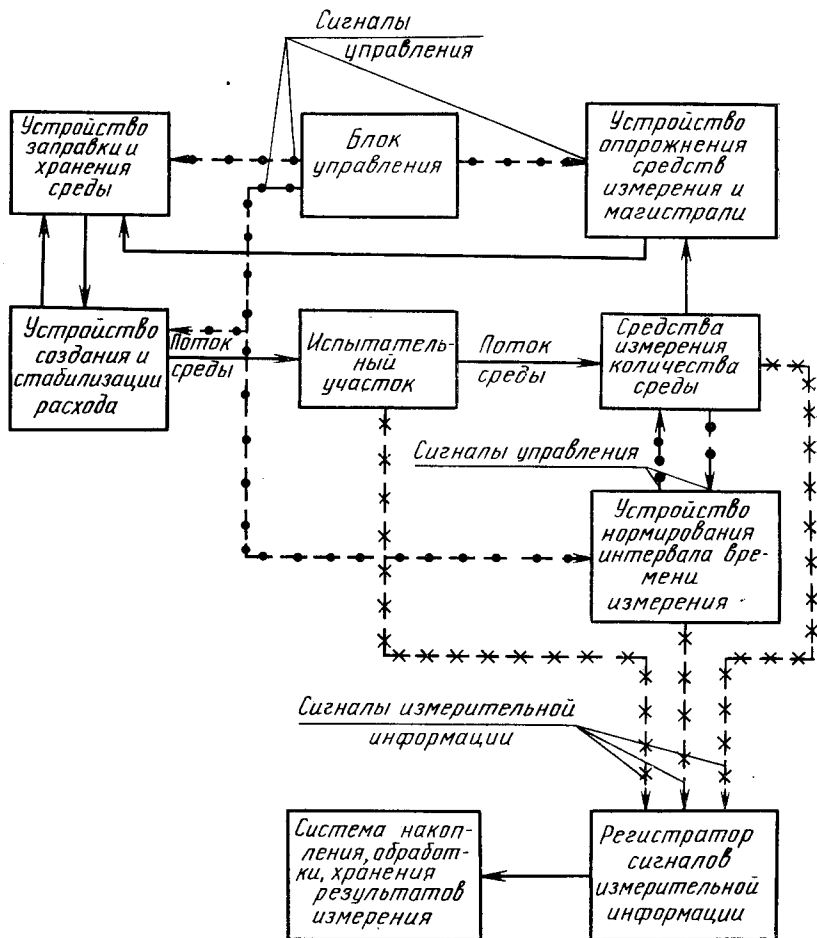 Сигналы
управления
Устройство
заправки и
хранения
среды
Блок
управления
Устройство
опорожнения
средств
измерения и
магистрали
Устройство
создания и
стабилизации
расхода
Поток
среды
Испытатель-
ный
участок
Поток
среды
Средства
измерения
количества
среды
Сигналы управления
Устройство
нормирования
интервала вре-
мени
измерения
Сигналы измерительной
информации
Система накоп-
ления, обработ-
ки, хранения
результатов
измерения
Регистратор
сигналов
измерительной
информации